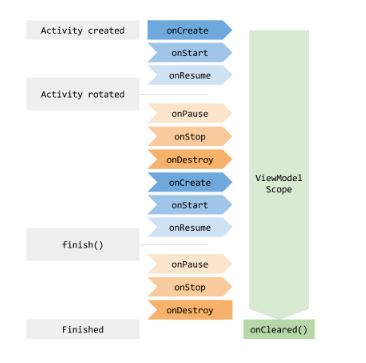 Activity created
onCreate
onStart
onResume
Activity rotated
onPause
onStop
onDestroy
onCreate
onStart
onResume
finish()
onPause
onStop
onDestroy
Finished
ViewModel
Scope
onCleared()